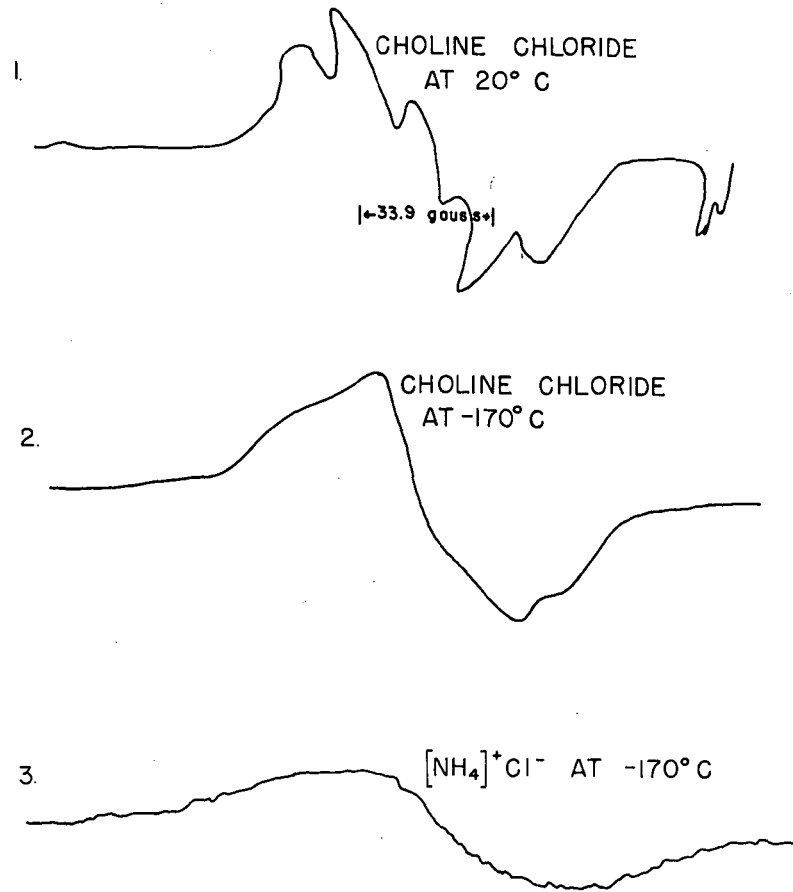 1.
CHOLINE CHLORIDE
AT 20° C
|←33.9 gauss→|
2.
CHOLINE CHLORIDE
AT -170° C
3.
[NH₄]⁺Cl⁻ AT -170°C